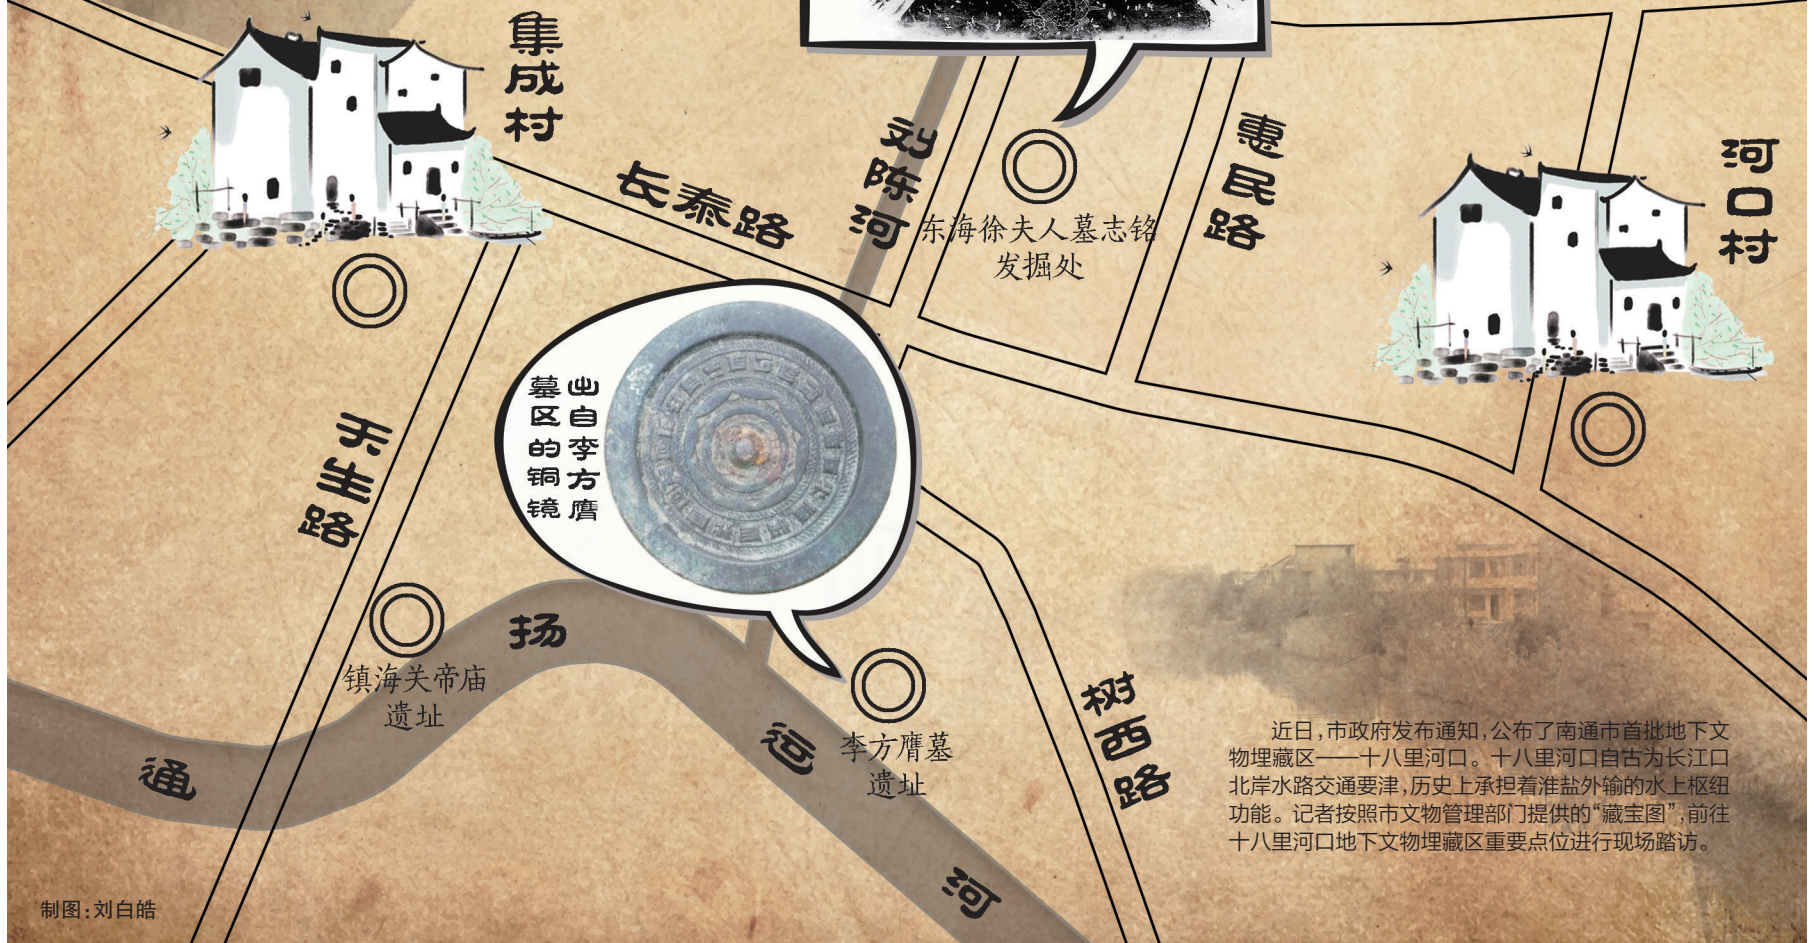 集成村
长泰路
刘陈河
东海徐夫人墓志铭
发掘处
惠民路
河口村
出自李方膺
墓区的铜镜
天生路
镇海关帝庙
遗址
通扬运河
李方膺墓
遗址
树西路
近日,市政府发布通知,公布了南通市首批地下文
物埋藏区——十八里河口。十八里河口自古为长江口
北岸水路交通要津,历史上承担着淮盐外输的水上枢纽
功能。记者按照市文物管理部门提供的“藏宝图”,前往
十八里河口地下文物埋藏区重要点位进行现场踏访。
制图:刘白皓